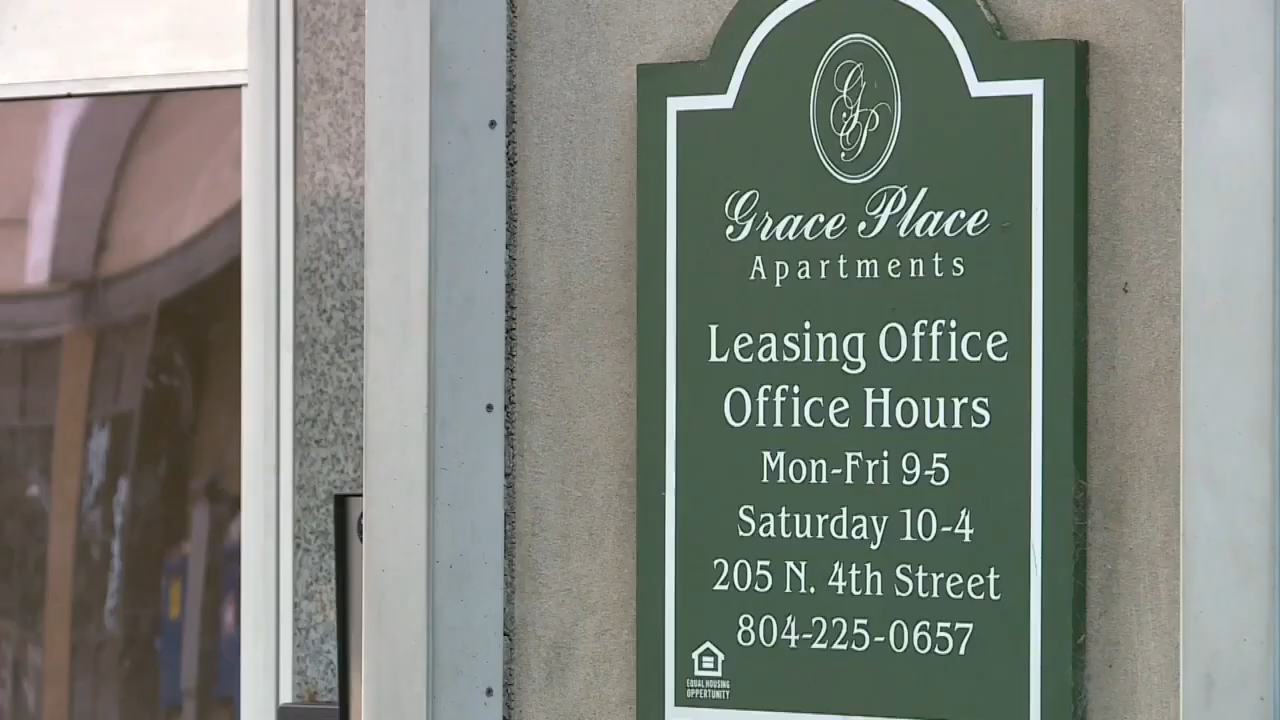 GP
Grace Place
Apartments
Leasing Office
Office Hours
Mon-Fri 9-5
Saturday 10-4
205 N. 4th Street
804-225-0657
EQUAL HOUSING
OPPERTUNITY